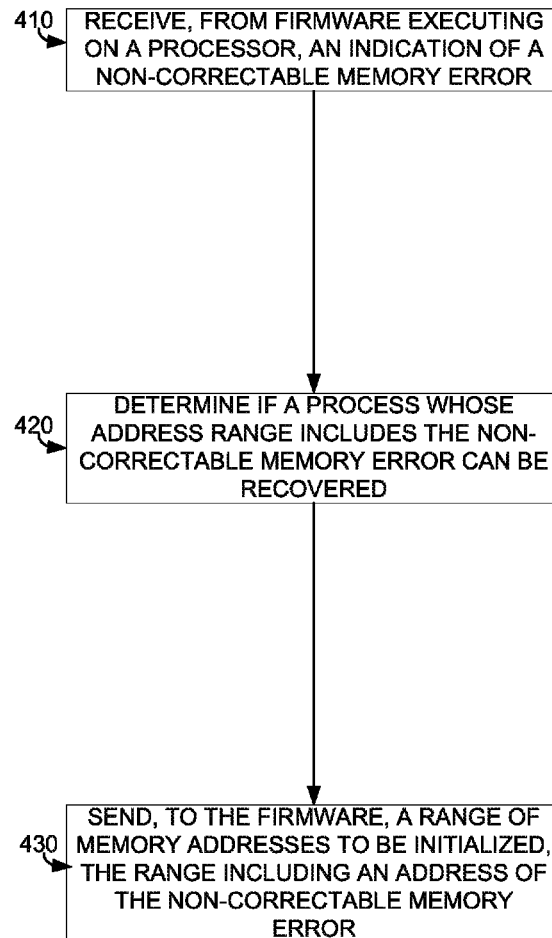 410
RECEIVE, FROM FIRMWARE EXECUTING
ON A PROCESSOR, AN INDICATION OF A
NON-CORRECTABLE MEMORY ERROR
420
DETERMINE IF A PROCESS WHOSE
ADDRESS RANGE INCLUDES THE NON-
CORRECTABLE MEMORY ERROR CAN BE
RECOVERED
430
SEND, TO THE FIRMWARE, A RANGE OF
MEMORY ADDRESSES TO BE INITIALIZED,
THE RANGE INCLUDING AN ADDRESS OF
THE NON-CORRECTABLE MEMORY
ERROR